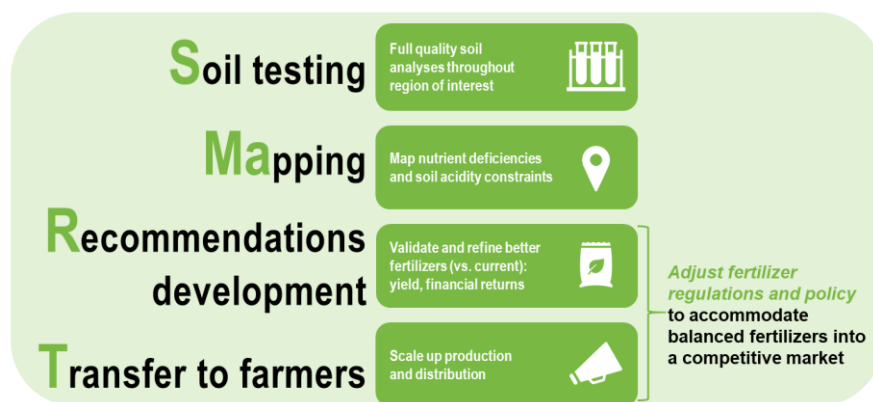 Soil testing
Full quality soil
analyses throughout
region of interest
Mapping
Map nutrient deficiencies
and soil acidity constraints
Recommendations
development
Validate and refine better
fertilizers (vs. current):
yield, financial returns
Transfer to farmers
Scale up production
and distribution
Adjust fertilizer
regulations and policy
to accommodate
balanced fertilizers into
a competitive market